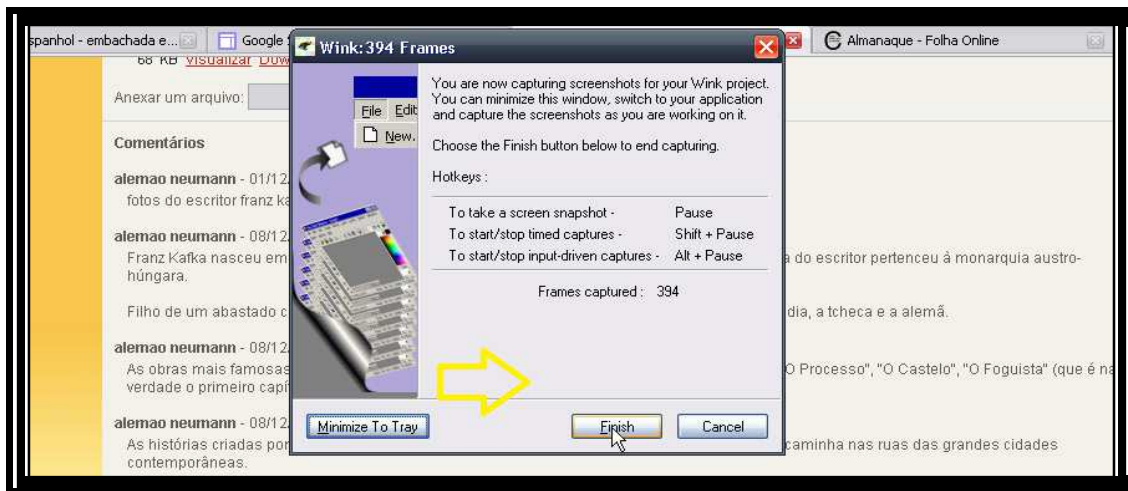 spanhol - embachada e...
Google
Almanaque - Folha Online
Wink: 394 Frames
68 KB Visualizar Dow
Anexar um arquivo:
Comentários
alemao neumann - 01/12
fotos do escritor franz ka
alemao neumann - 08/12
Franz Kafka nasceu em
a do escritor pertenceu à monarquia austro-
húngara.
Filho de um abastado c
dia, a tcheca e a alemã.
alemao neumann - 08/12
As obras mais famosas
O Processo", "O Castelo", "O Foguista" (que é na
verdade o primeiro capí
alemao neumann - 08/12
As histórias criadas por
caminha nas ruas das grandes cidades
contemporâneas.
File Edit
New.
You are now capturing screenshots for your Wink project.
You can minimize this window, switch to your application
and capture the screenshots as you are working on it.
Choose the Finish button below to end capturing.
Hotkeys :
To take a screen snapshot - Pause
To start/stop timed captures - Shift + Pause
To start/stop input-driven captures - Alt + Pause
Frames captured : 394
Minimize To Tray
Finish
Cancel